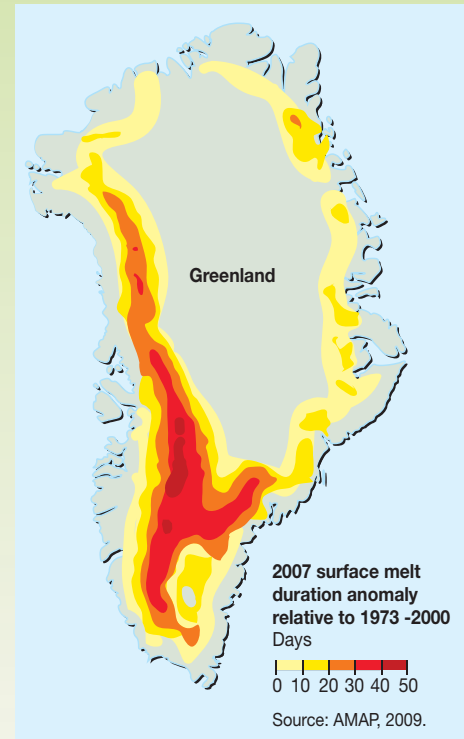 Greenland
2007 surface melt
duration anomaly
relative to 1973 -2000
Days
0 10 20 30 40 50
Source: AMAP, 2009.